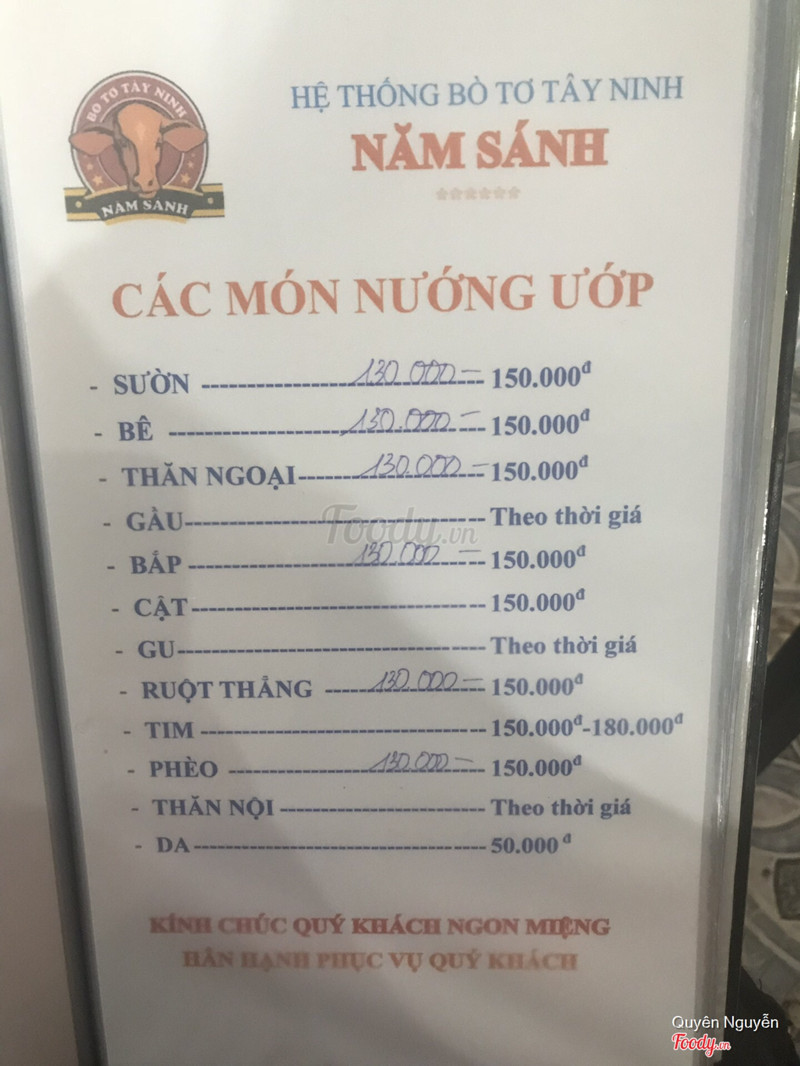 BÒ TƠ TÂY NINH
NĂM SÁNH
HỆ THỐNG BÒ TƠ TÂY NINH
NĂM SÁNH
CÁC MÓN NƯỚNG ƯỚP
- SƯỜN ---------------- 130.000 - 150.000đ
- BÊ ---------------- 130.000 - 150.000đ
- THĂN NGOẠI ---------------- 130.000 - 150.000đ
- GẦU ---------------- Theo thời giá
- BẮP ---------------- 130.000 - 150.000đ
- CẬT ---------------- 150.000đ
- GU ---------------- Theo thời giá
- RUỘT THẲNG ---------------- 130.000 - 150.000đ
- TIM ---------------- 150.000đ-180.000đ
- PHÈO ---------------- 130.000 - 150.000đ
- THĂN NỘI ---------------- Theo thời giá
- DA ---------------- 50.000 đ
KÍNH CHÚC QUÝ KHÁCH NGON MIỆNG
HÂN HẠNH PHỤC VỤ QUÝ KHÁCH
Foody.vn
Quyên Nguyễn
Foody.vn